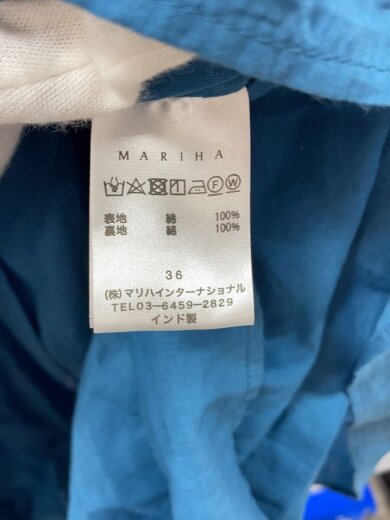 MARIHA
表地 綿 100%
裏地 綿 100%
36
(株)マリハインターナショナル
TEL03-6459-2829
インド製